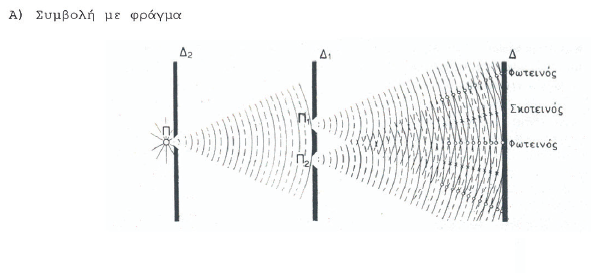 Α) Συμβολή με φράγμα
Δ₂
Δ₁
Δ
Φωτεινός
Σκοτεινός
Φωτεινός
Π
Π₁
Π₂